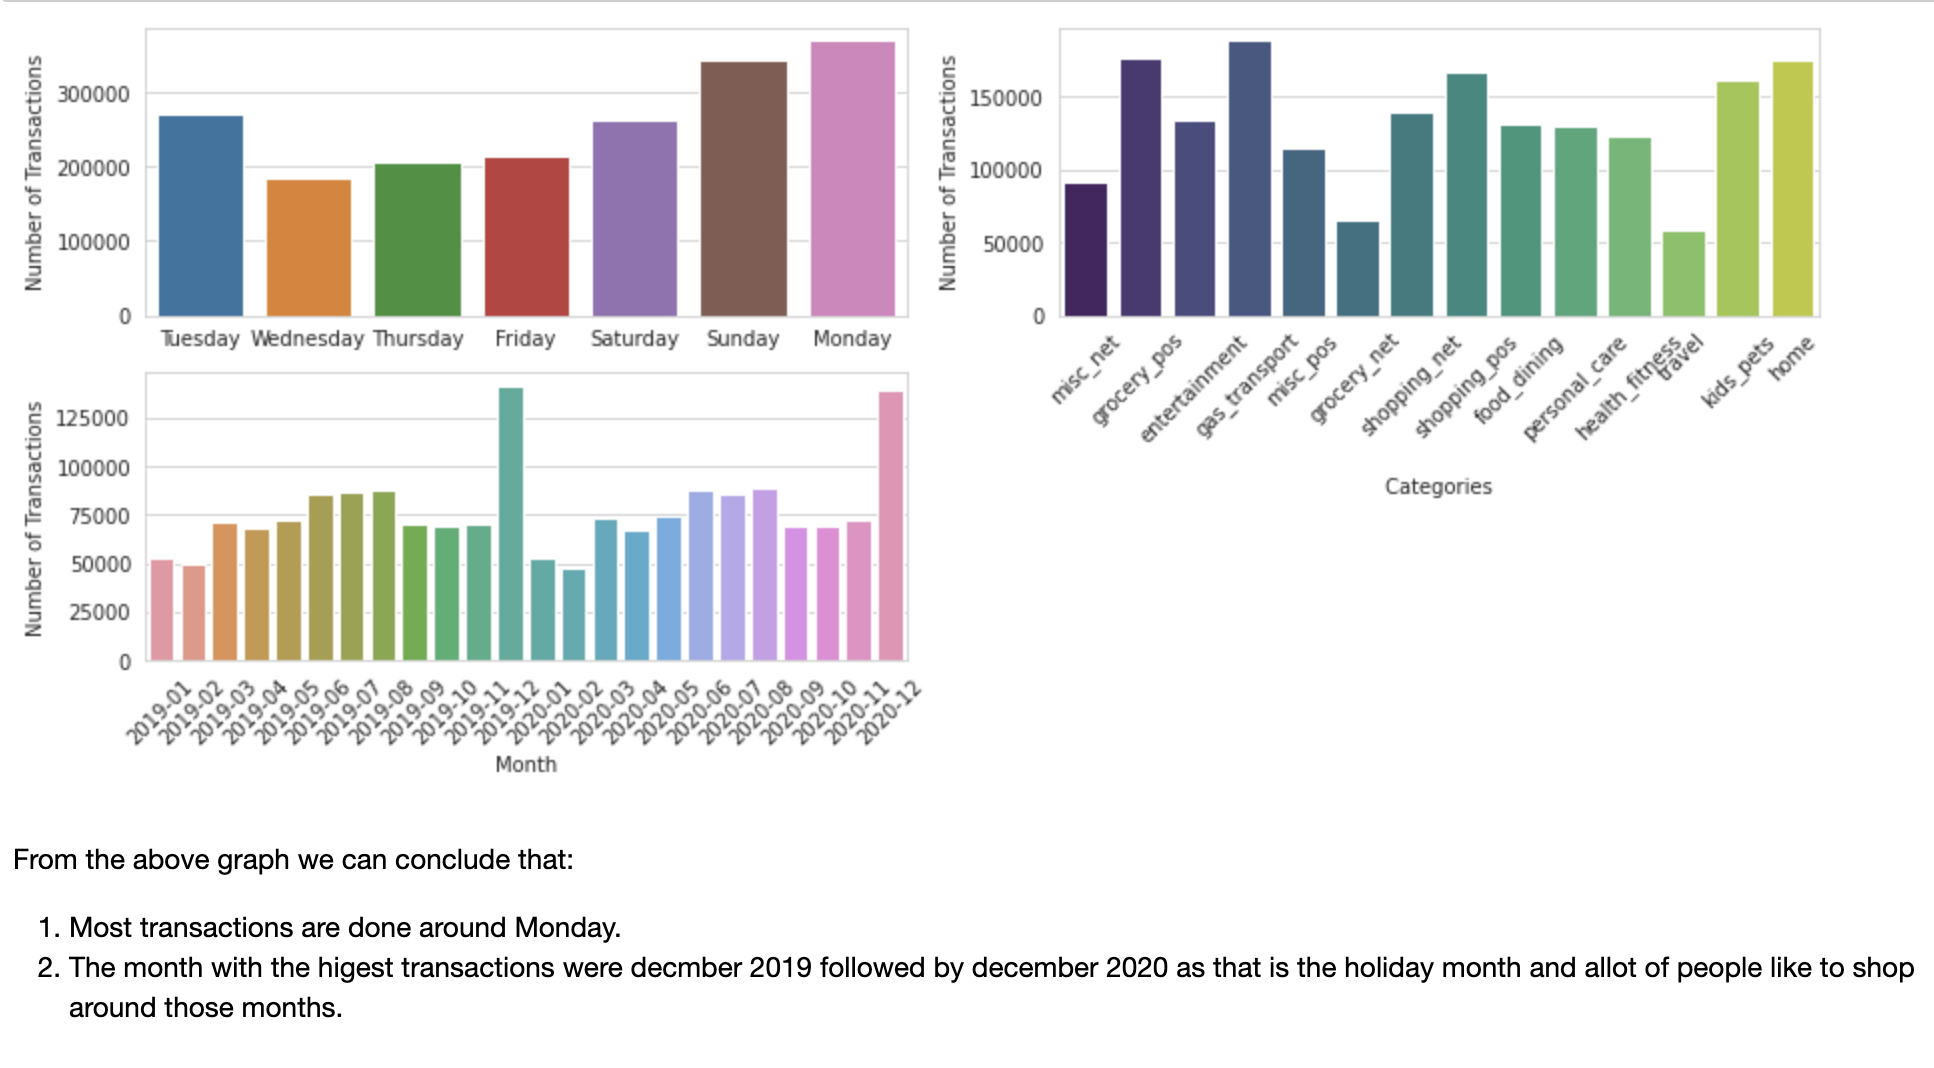 Number of Transactions
300000
200000
100000
0
Tuesday Wednesday Thursday Friday Saturday Sunday Monday
Number of Transactions
150000
100000
50000
0
misc_net
grocery_pos
entertainment
gas_transport
misc_pos
grocery_net
shopping_net
shopping_pos
food_dining
personal_care
health_fitness
travel
kids_pets
home
Categories
Number of Transactions
125000
100000
75000
50000
25000
0
2019-01
2019-02
2019-03
2019-04
2019-05
2019-06
2019-07
2019-08
2019-09
2019-10
2019-11
2019-12
2020-01
2020-02
2020-03
2020-04
2020-05
2020-06
2020-07
2020-08
2020-09
2020-10
2020-11
2020-12
Month
From the above graph we can conclude that:
1. Most transactions are done around Monday.
2. The month with the higest transactions were decmber 2019 followed by december 2020 as that is the holiday month and allot of people like to shop
around those months.